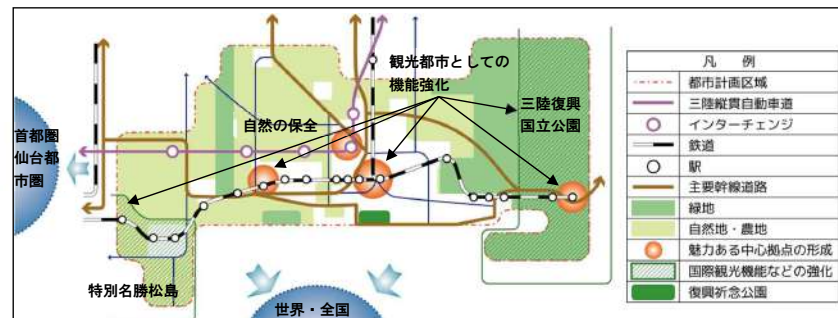 観光都市としての
機能強化
三陸復興
国立公園
自然の保全
首都圏
仙台都
市圏
特別名勝松島
世界・全国
凡 例
都市計画区域
三陸縦貫自動車道
インターチェンジ
鉄道
駅
主要幹線道路
緑地
自然地・農地
魅力ある中心拠点の形成
国際観光機能などの強化
復興祈念公園